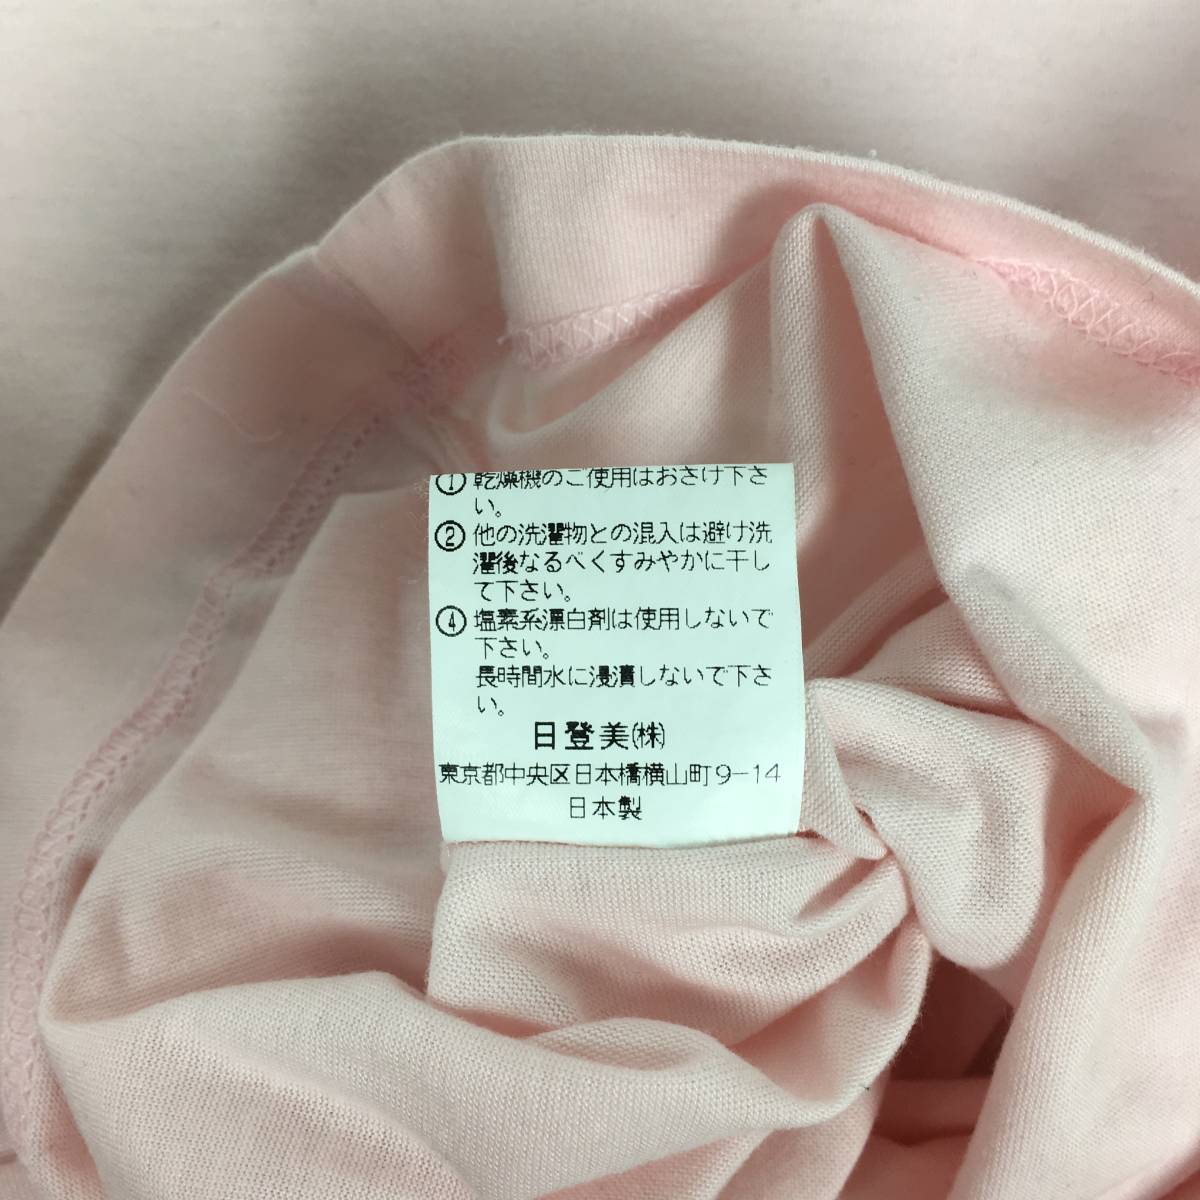 ① 乾燥機のご使用はおさけ下さ
い。
② 他の洗濯物との混入は避け洗
濯後なるべくすみやかに干し
て下さい。
④ 塩素系漂白剤は使用しないで
下さい。
長時間水に浸漬しないで下さ
い。
日登美(株)
東京都中央区日本橋横山町9-14
日本製